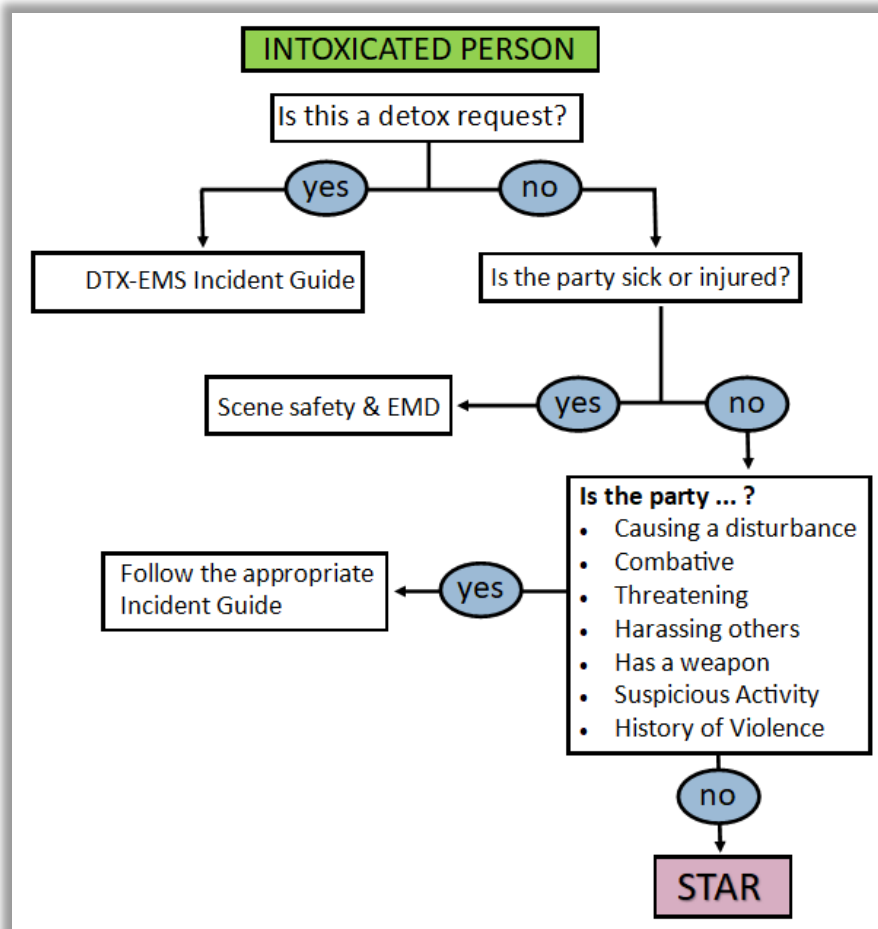 INTOXICATED PERSON
Is this a detox request?
yes
no
DTX-EMS Incident Guide
Is the party sick or injured?
Scene safety & EMD
yes
no
Is the party ... ?
• Causing a disturbance
• Combative
• Threatening
• Harassing others
• Has a weapon
• Suspicious Activity
• History of Violence
Follow the appropriate
Incident Guide
yes
no
STAR